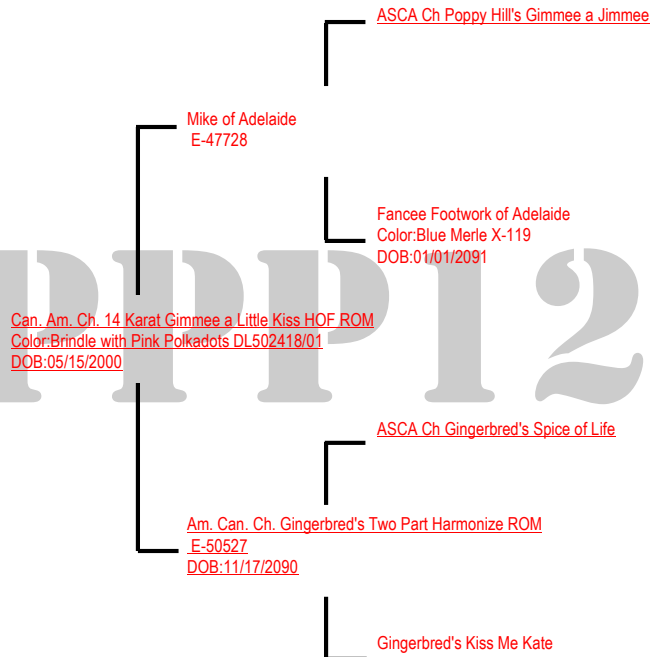 ASCA Ch Poppy Hill's Gimmee a Jimmee
Mike of Adelaide
E-47728
Fancee Footwork of Adelaide
Color:Blue Merle X-119
DOB:01/01/2091
PPP12
Can. Am. Ch. 14 Karat Gimmee a Little Kiss HOF ROM
Color:Brindle with Pink Polkadots DL502418/01
DOB:05/15/2000
ASCA Ch Gingerbred's Spice of Life
Am. Can. Ch. Gingerbred's Two Part Harmonize ROM
E-50527
DOB:11/17/2090
Gingerbred's Kiss Me Kate